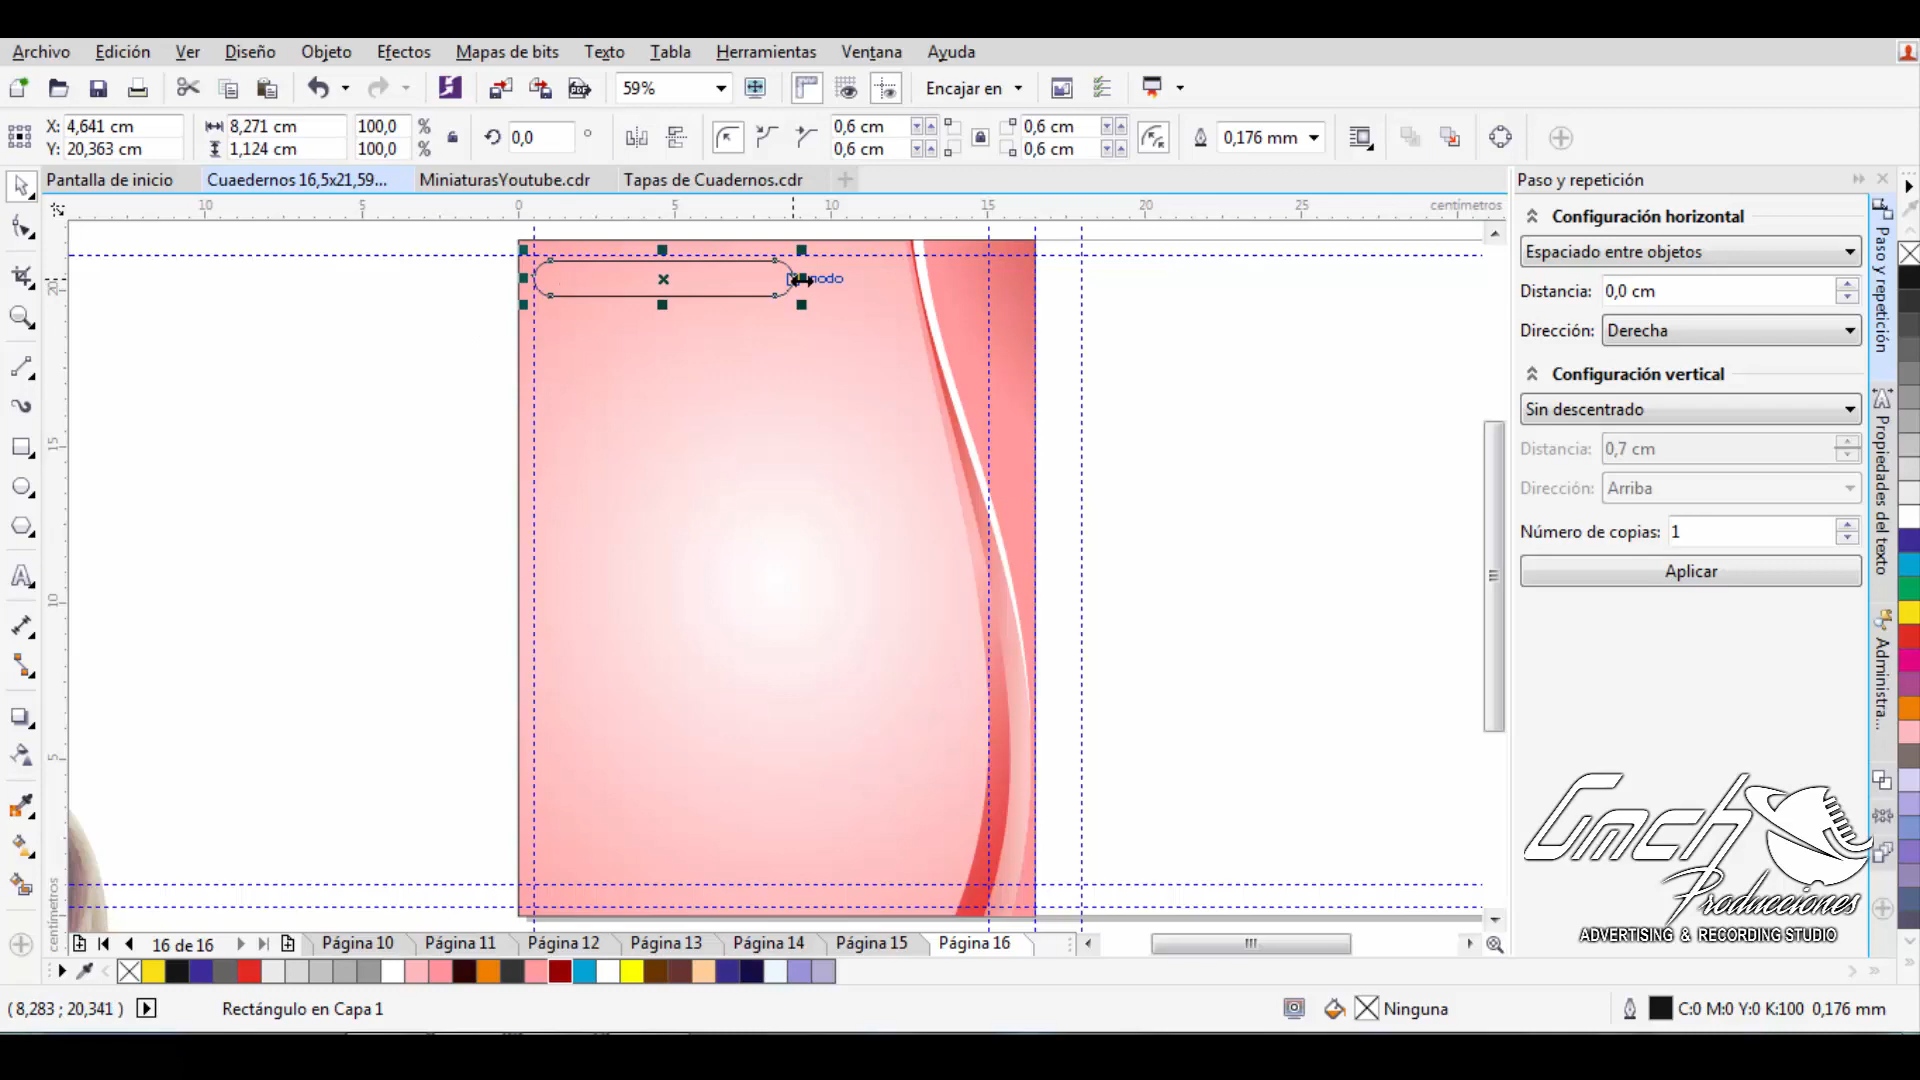 Archivo Edición Ver Diseño Objeto Efectos Mapas de bits Texto Tabla Herramientas Ventana Ayuda
59% Encajar en
X: 4,641 cm 8,271 cm 100,0 % 0,0 ° 0,6 cm 0,6 cm 0,176 mm
Y: 20,363 cm 1,124 cm 100,0 % 0,6 cm 0,6 cm
Pantalla de inicio Cuaedernos 16,5x21,59... MiniaturasYoutube.cdr Tapas de Cuadernos.cdr
10 5 0 5 10 15 20 25 centímetros
20
15
10
5
centímetros
Paso y repetición
Configuración horizontal
Espaciado entre objetos
Distancia: 0,0 cm
Dirección: Derecha
Configuración vertical
Sin descentrado
Distancia: 0,7 cm
Dirección: Arriba
Número de copias: 1
Aplicar
Paso y repetición
Propiedades del texto
Administra...
Cmch
Producciones
ADVERTISING & RECORDING STUDIO
16 de 16 Página 10 Página 11 Página 12 Página 13 Página 14 Página 15 Página 16
( 8,283 ; 20,341 ) Rectángulo en Capa 1 Ninguna C:0 M:0 Y:0 K:100 0,176 mm